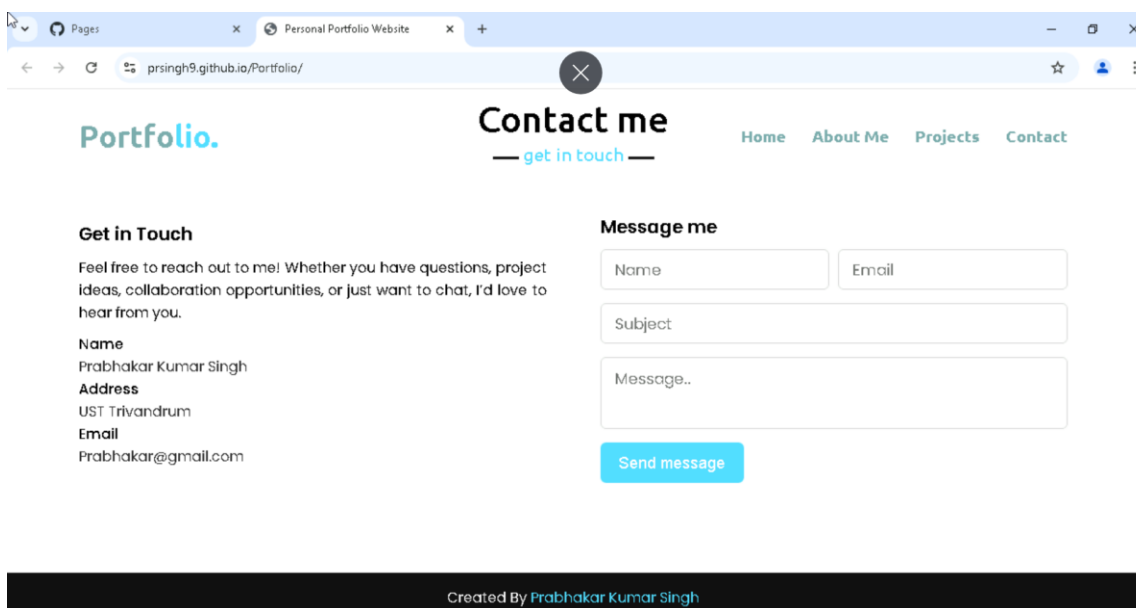 Pages
Personal Portfolio Website
prsingh9.github.io/Portfolio/
Portfolio.
Contact me
get in touch
Home About Me Projects Contact
Get in Touch
Feel free to reach out to me! Whether you have questions, project
ideas, collaboration opportunities, or just want to chat, I'd love to
hear from you.
Name
Prabhakar Kumar Singh
Address
UST Trivandrum
Email
Prabhakar@gmail.com
Message me
Name
Email
Subject
Message..
Send message
Created By Prabhakar Kumar Singh